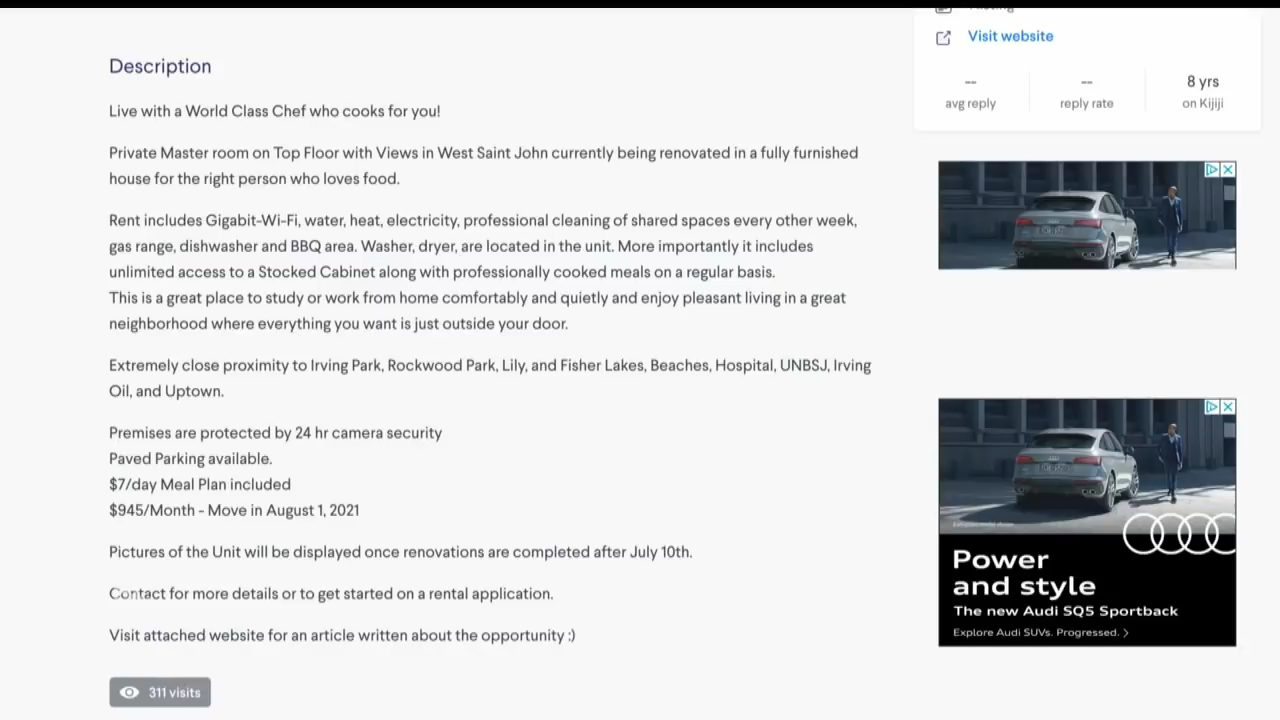 Visit website
Description
--
--
8 yrs
avg reply
reply rate
on Kijiji
Live with a World Class Chef who cooks for you!
Private Master room on Top Floor with Views in West Saint John currently being renovated in a fully furnished
house for the right person who loves food.
Rent includes Gigabit-Wi-Fi, water, heat, electricity, professional cleaning of shared spaces every other week,
gas range, dishwasher and BBQ area. Washer, dryer, are located in the unit. More importantly it includes
unlimited access to a Stocked Cabinet along with professionally cooked meals on a regular basis.
This is a great place to study or work from home comfortably and quietly and enjoy pleasant living in a great
neighborhood where everything you want is just outside your door.
Extremely close proximity to Irving Park, Rockwood Park, Lily, and Fisher Lakes, Beaches, Hospital, UNBSJ, Irving
Oil, and Uptown.
Premises are protected by 24 hr camera security
Paved Parking available.
$7/day Meal Plan included
$945/Month - Move in August 1, 2021
Pictures of the Unit will be displayed once renovations are completed after July 10th.
Contact for more details or to get started on a rental application.
Visit attached website for an article written about the opportunity :)
311 visits
Power
and style
The new Audi SQ5 Sportback
Explore Audi SUVs. Progressed. >